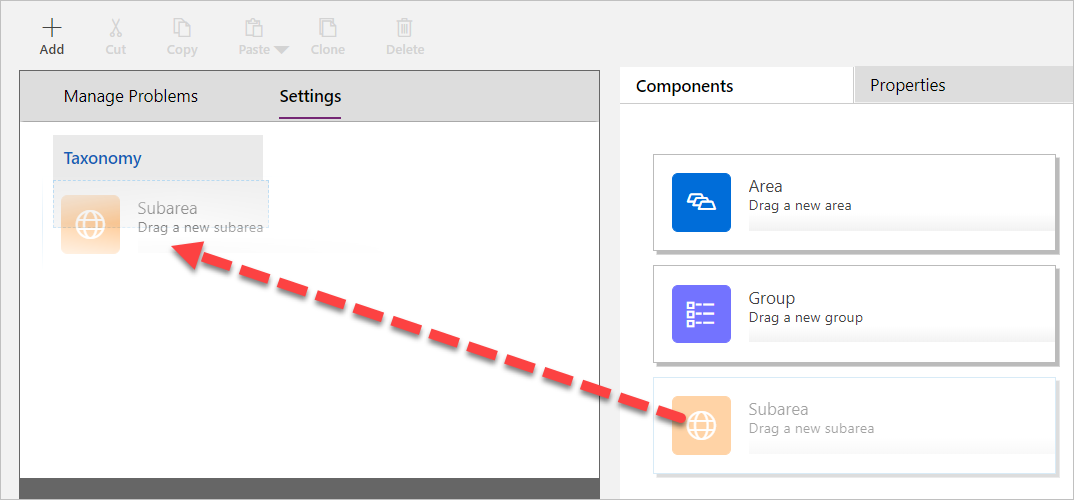 Add
Cut
Copy
Paste
Clone
Delete
Manage Problems
Settings
Taxonomy
Subarea
Drag a new subarea
Components
Properties
Area
Drag a new area
Group
Drag a new group
Subarea
Drag a new subarea